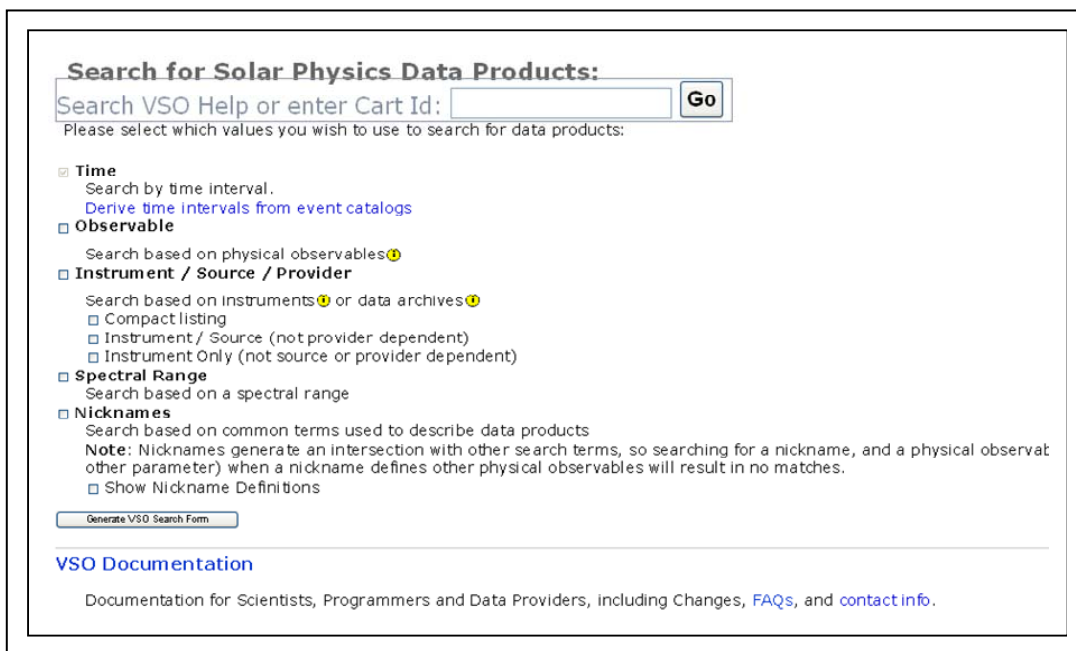 Search for Solar Physics Data Products:
Search VSO Help or enter Cart Id:
Go
Please select which values you wish to use to search for data products:
Time
Search by time interval.
Derive time intervals from event catalogs
Observable
Search based on physical observables
Instrument / Source / Provider
Search based on instruments or data archives
Compact listing
Instrument / Source (not provider dependent)
Instrument Only (not source or provider dependent)
Spectral Range
Search based on a spectral range
Nicknames
Search based on common terms used to describe data products
Note: Nicknames generate an intersection with other search terms, so searching for a nickname, and a physical observab
other parameter) when a nickname defines other physical observables will result in no matches.
Show Nickname Definitions
Generate VSO Search Form
VSO Documentation
Documentation for Scientists, Programmers and Data Providers, including Changes, FAQs, and contact info.